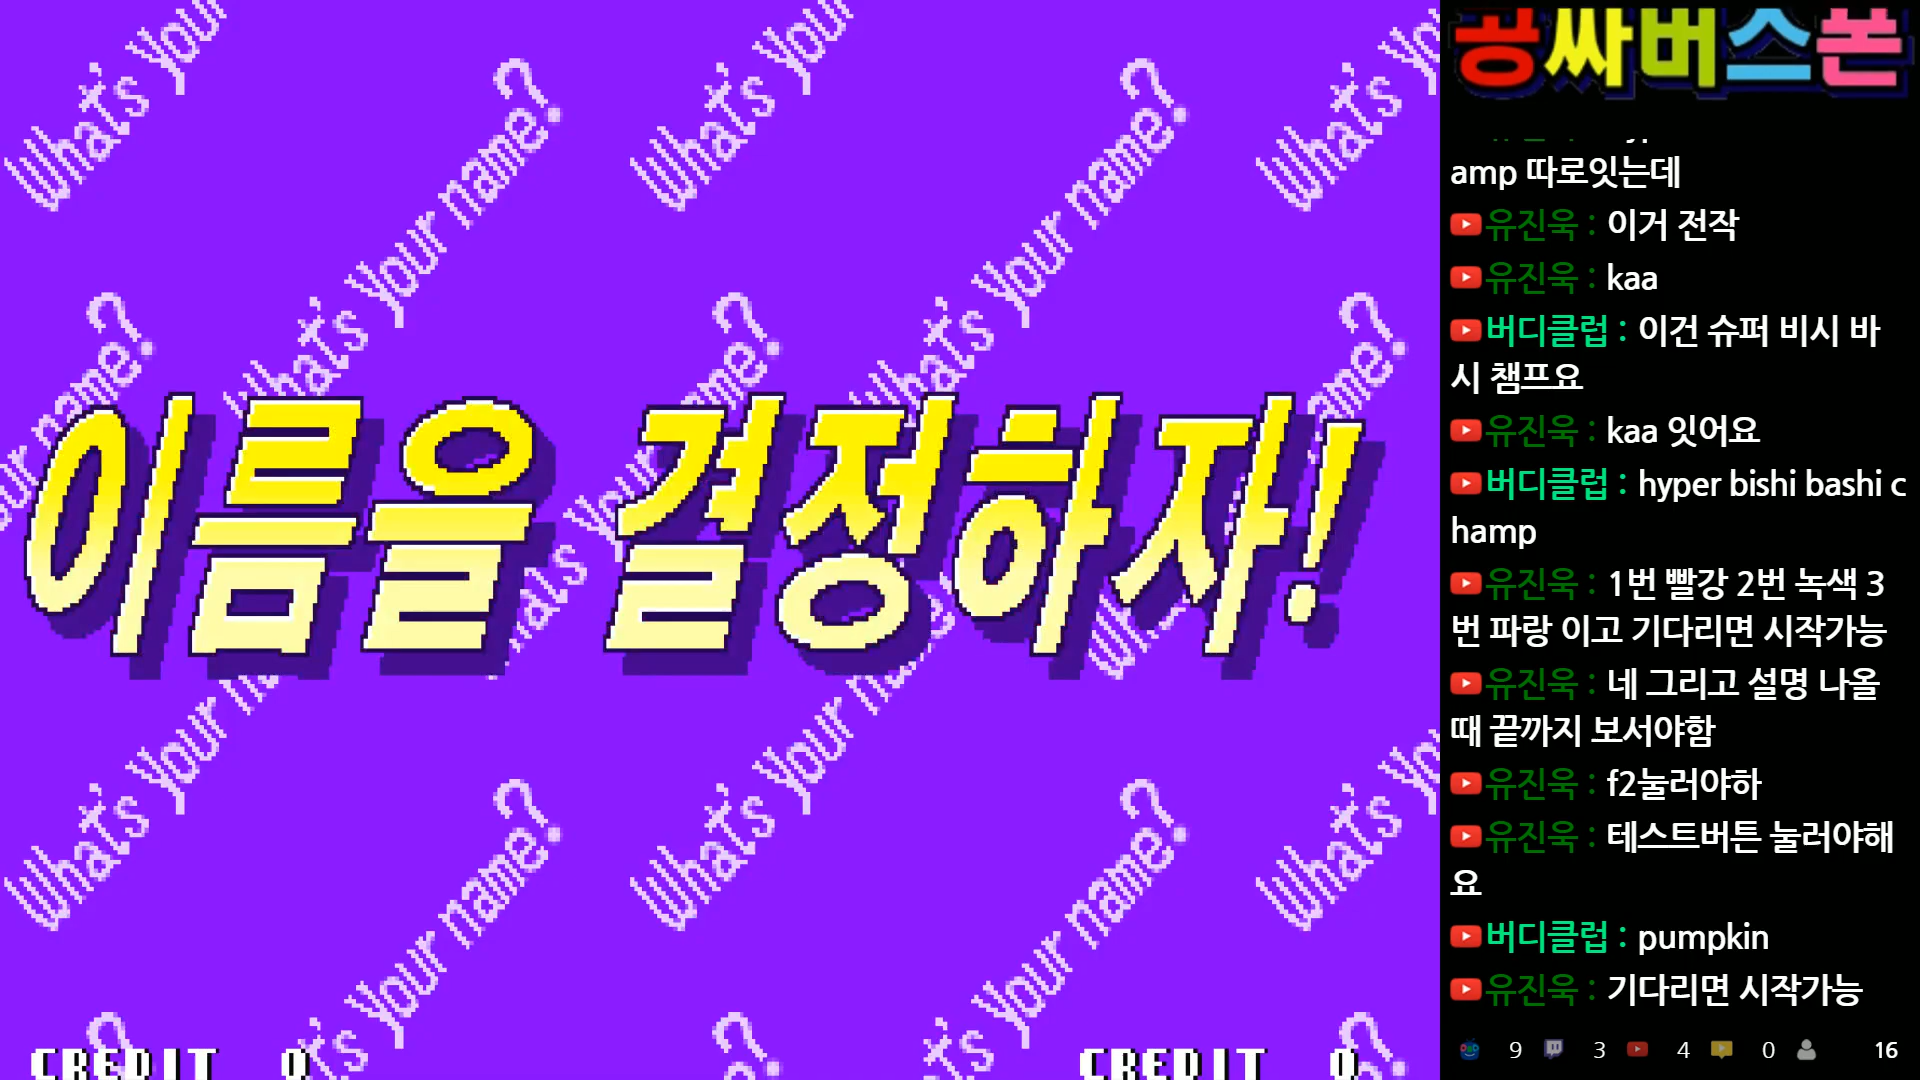 What's your name?
이름을 결정하자!
CREDIT 0
CREDIT 0
공싸버스쫀
amp 따로잇는데
유진욱 : 이거 전작
유진욱 : kaa
버디클럽 : 이건 슈퍼 비시 바
시 챔프요
유진욱 : kaa 잇어요
버디클럽 : hyper bishi bashi c
hamp
유진욱 : 1번 빨강 2번 녹색 3
번 파랑 이고 기다리면 시작가능
유진욱 : 네 그리고 설명 나올
때 끝까지 보서야함
유진욱 : f2눌러야하
유진욱 : 테스트버튼 눌러야해
요
버디클럽 : pumpkin
유진욱 : 기다리면 시작가능
9 3 4 0 16